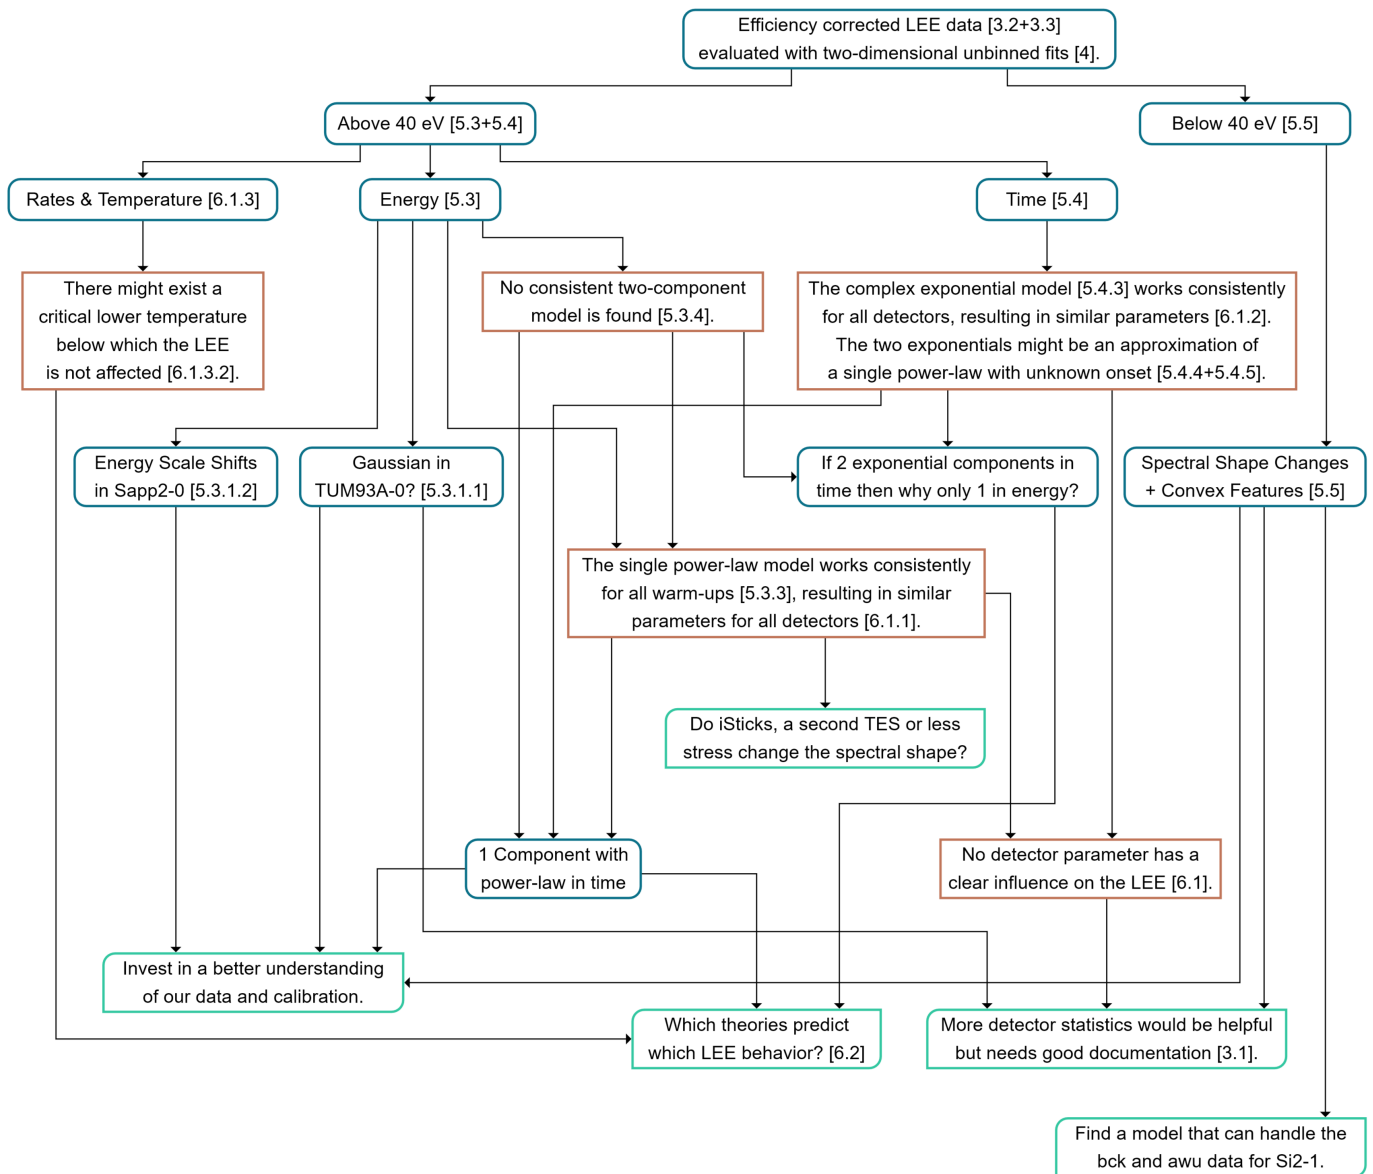 Efficiency corrected LEE data [3.2+3.3]
evaluated with two-dimensional unbinned fits [4].
Above 40 eV [5.3+5.4]
Below 40 eV [5.5]
Rates & Temperature [6.1.3]
Energy [5.3]
Time [5.4]
There might exist a
critical lower temperature
below which the LEE
is not affected [6.1.3.2].
No consistent two-component
model is found [5.3.4].
The complex exponential model [5.4.3] works consistently
for all detectors, resulting in similar parameters [6.1.2].
The two exponentials might be an approximation of
a single power-law with unknown onset [5.4.4+5.4.5].
Energy Scale Shifts
in Sapp2-0 [5.3.1.2]
Gaussian in
TUM93A-0? [5.3.1.1]
If 2 exponential components in
time then why only 1 in energy?
Spectral Shape Changes
+ Convex Features [5.5]
The single power-law model works consistently
for all warm-ups [5.3.3], resulting in similar
parameters for all detectors [6.1.1].
Do iSticks, a second TES or less
stress change the spectral shape?
1 Component with
power-law in time
No detector parameter has a
clear influence on the LEE [6.1].
Invest in a better understanding
of our data and calibration.
Which theories predict
which LEE behavior? [6.2]
More detector statistics would be helpful
but needs good documentation [3.1].
Find a model that can handle the
bck and awu data for Si2-1.